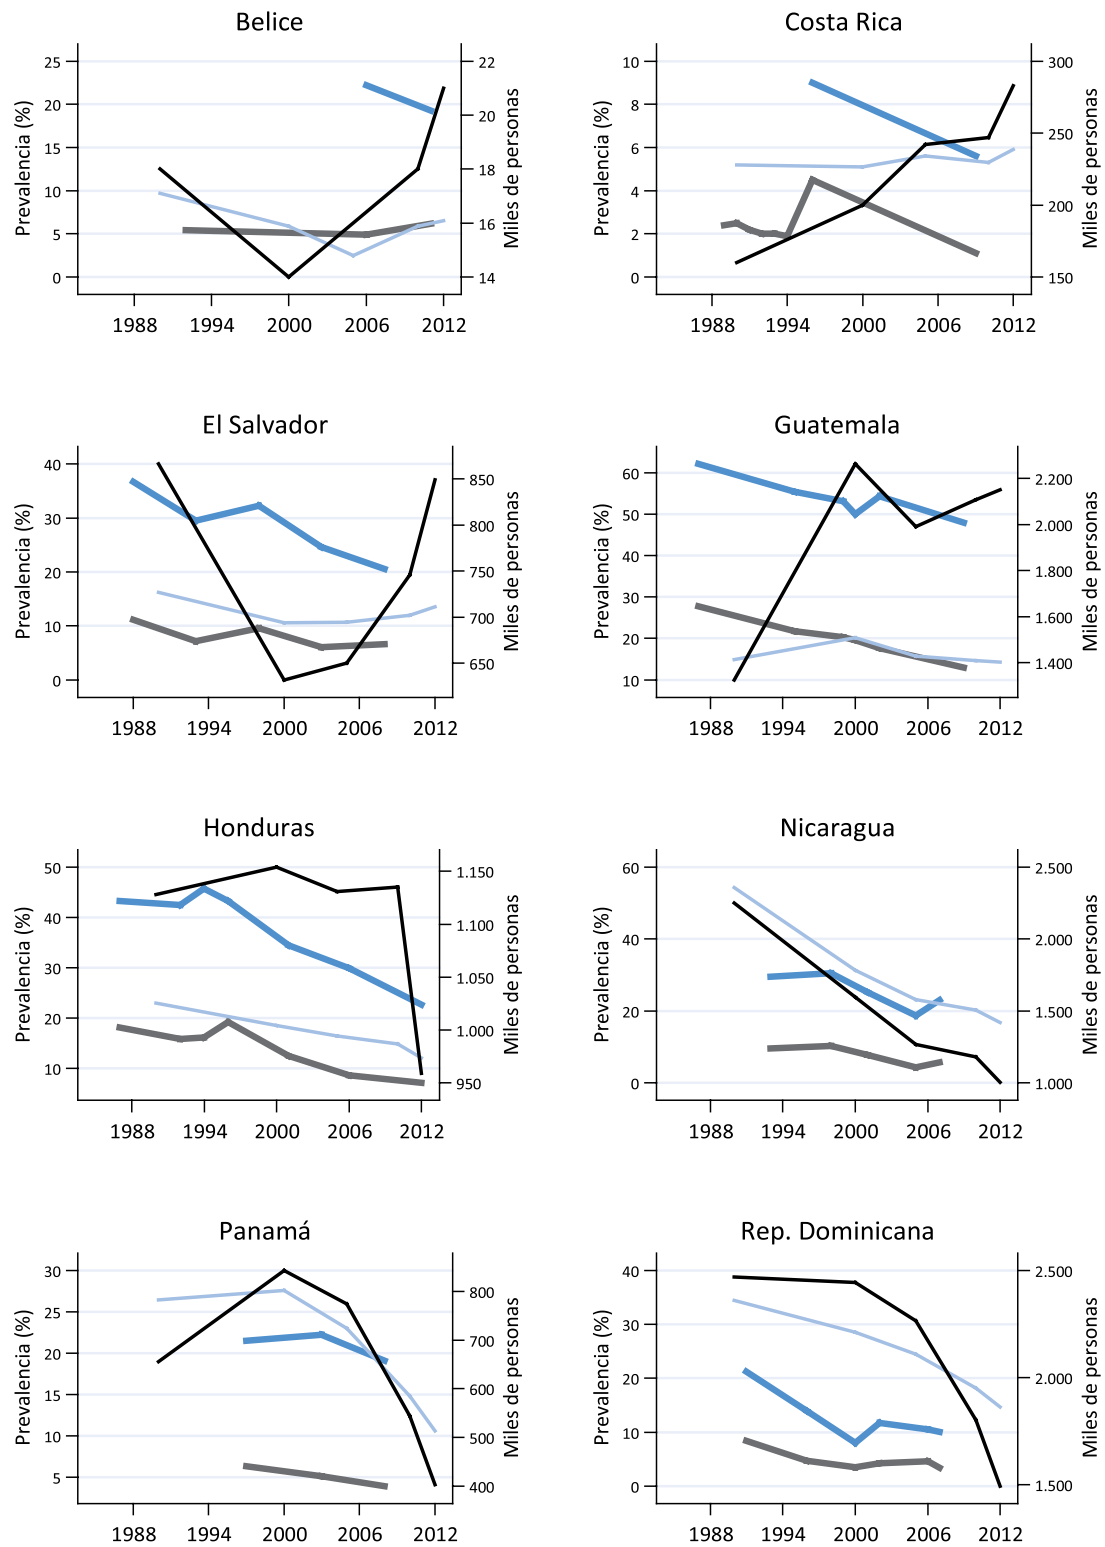 Belice
Costa Rica
25
20
15
10
5
0
Prevalencia (%)
22
20
18
16
14
Miles de personas
1988 1994 2000 2006 2012
10
8
6
4
2
0
Prevalencia (%)
300
250
200
150
Miles de personas
1988 1994 2000 2006 2012
El Salvador
Guatemala
40
30
20
10
0
Prevalencia (%)
850
800
750
700
650
Miles de personas
1988 1994 2000 2006 2012
60
50
40
30
20
10
Prevalencia (%)
2.200
2.000
1.800
1.600
1.400
Miles de personas
1988 1994 2000 2006 2012
Honduras
Nicaragua
50
40
30
20
10
Prevalencia (%)
1.150
1.100
1.050
1.000
950
Miles de personas
1988 1994 2000 2006 2012
60
40
20
0
Prevalencia (%)
2.500
2.000
1.500
1.000
Miles de personas
1988 1994 2000 2006 2012
Panamá
Rep. Dominicana
30
25
20
15
10
5
Prevalencia (%)
800
700
600
500
400
Miles de personas
1988 1994 2000 2006 2012
40
30
20
10
0
Prevalencia (%)
2.500
2.000
1.500
Miles de personas
1988 1994 2000 2006 2012